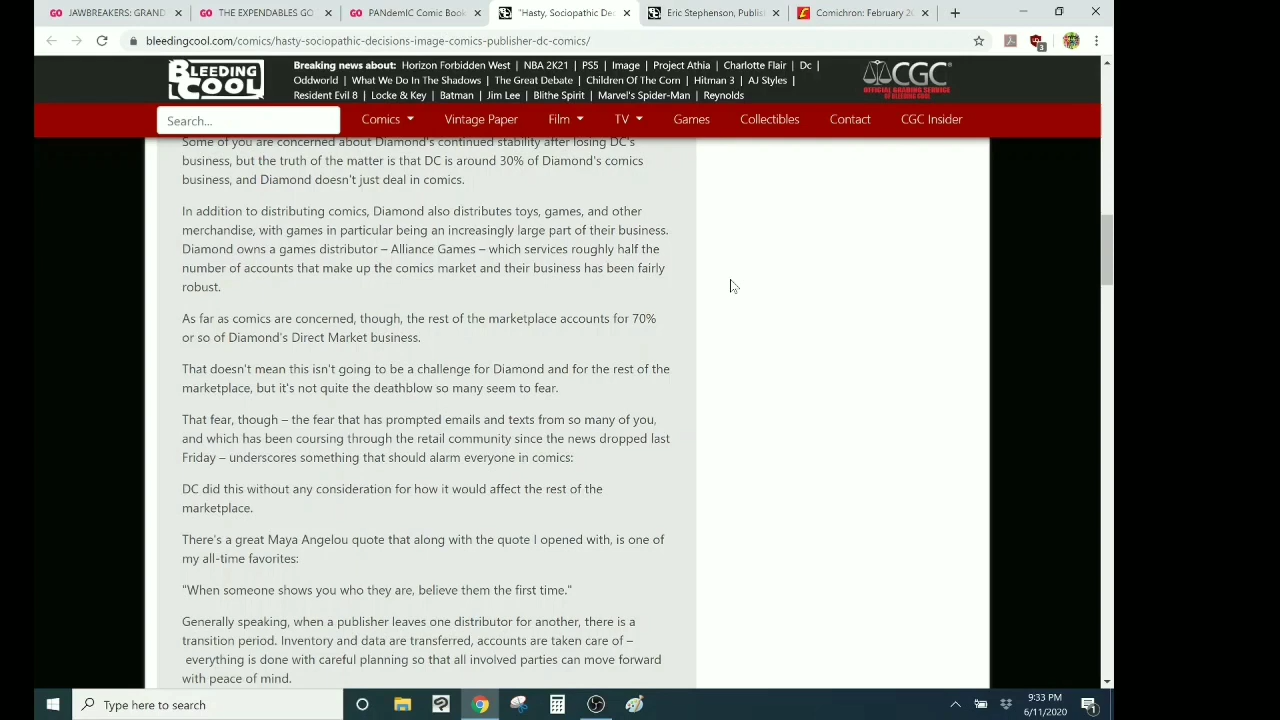 JAWBREAKERS: GRAND
THE EXPENDABLES GO
PANdemIC Comic Book
"Hasty, Sociopathic De
Eric Stephenson, Publis
Comichron: February 2
bleedingcool.com/comics/hasty-sociopathic-decisions-image-comics-publisher-dc-comics/
3
BLEEDING COOL
Breaking news about: Horizon Forbidden West | NBA 2K21 | PS5 | Image | Project Athia | Charlotte Flair | Dc |
Oddworld | What We Do In The Shadows | The Great Debate | Children Of The Corn | Hitman 3 | AJ Styles |
Resident Evil 8 | Locke & Key | Batman | Jim Lee | Blithe Spirit | Marvel's Spider-Man | Reynolds
CGC
OFFICIAL GRADING SERVICE
OF BLEEDING COOL
Search...
Comics Vintage Paper Film TV Games Collectibles Contact CGC Insider
Some of you are concerned about Diamond's continued stability after losing DC's
business, but the truth of the matter is that DC is around 30% of Diamond's comics
business, and Diamond doesn't just deal in comics.
In addition to distributing comics, Diamond also distributes toys, games, and other
merchandise, with games in particular being an increasingly large part of their business.
Diamond owns a games distributor – Alliance Games – which services roughly half the
number of accounts that make up the comics market and their business has been fairly
robust.
As far as comics are concerned, though, the rest of the marketplace accounts for 70%
or so of Diamond's Direct Market business.
That doesn't mean this isn't going to be a challenge for Diamond and for the rest of the
marketplace, but it's not quite the deathblow so many seem to fear.
That fear, though – the fear that has prompted emails and texts from so many of you,
and which has been coursing through the retail community since the news dropped last
Friday – underscores something that should alarm everyone in comics:
DC did this without any consideration for how it would affect the rest of the
marketplace.
There's a great Maya Angelou quote that along with the quote I opened with, is one of
my all-time favorites:
"When someone shows you who they are, believe them the first time."
Generally speaking, when a publisher leaves one distributor for another, there is a
transition period. Inventory and data are transferred, accounts are taken care of –
everything is done with careful planning so that all involved parties can move forward
with peace of mind.
Type here to search
9:33 PM
6/11/2020
1